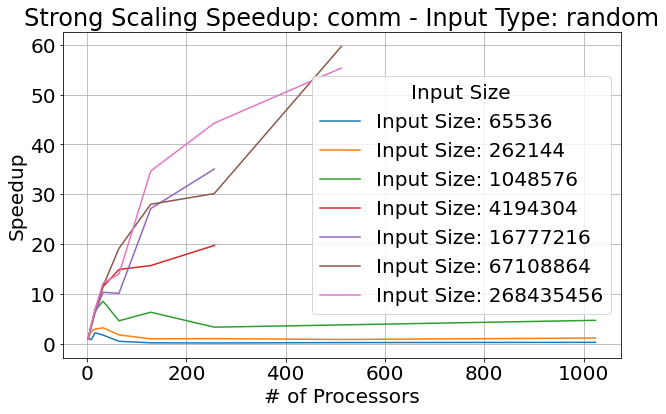 Strong Scaling Speedup: comm - Input Type: random
60
50
40
30
20
10
0
Speedup
Input Size
Input Size: 65536
Input Size: 262144
Input Size: 1048576
Input Size: 4194304
Input Size: 16777216
Input Size: 67108864
Input Size: 268435456
0 200 400 600 800 1000
# of Processors